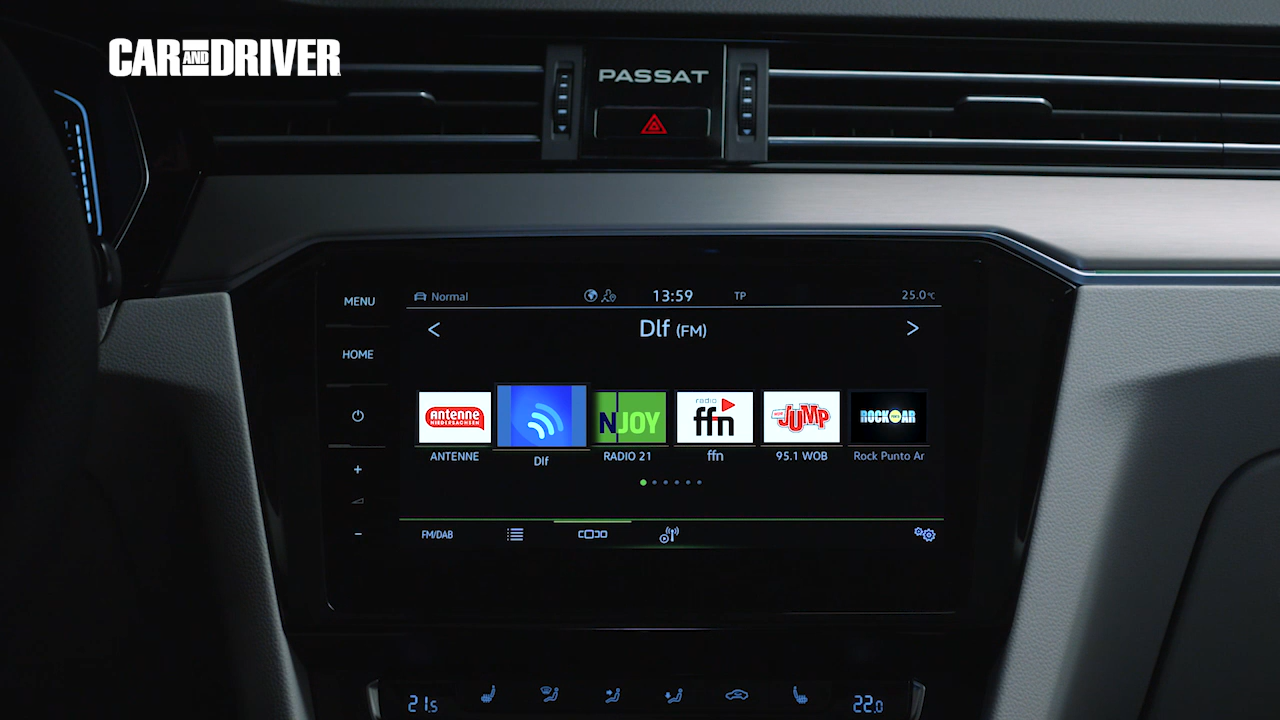 CAR AND DRIVER
PASSAT
MENU
Normal
13:59
TP
25.0°C
< Dlf (FM) >
HOME
Antenne
NIEDERSACHSEN
NJOY
radio
ffn
JUMP
ROCK AR
ANTENNE
Dlf
RADIO 21
ffn
95.1 WOB
Rock Punto Ar
+
-
FM/DAB
21.5
22.0